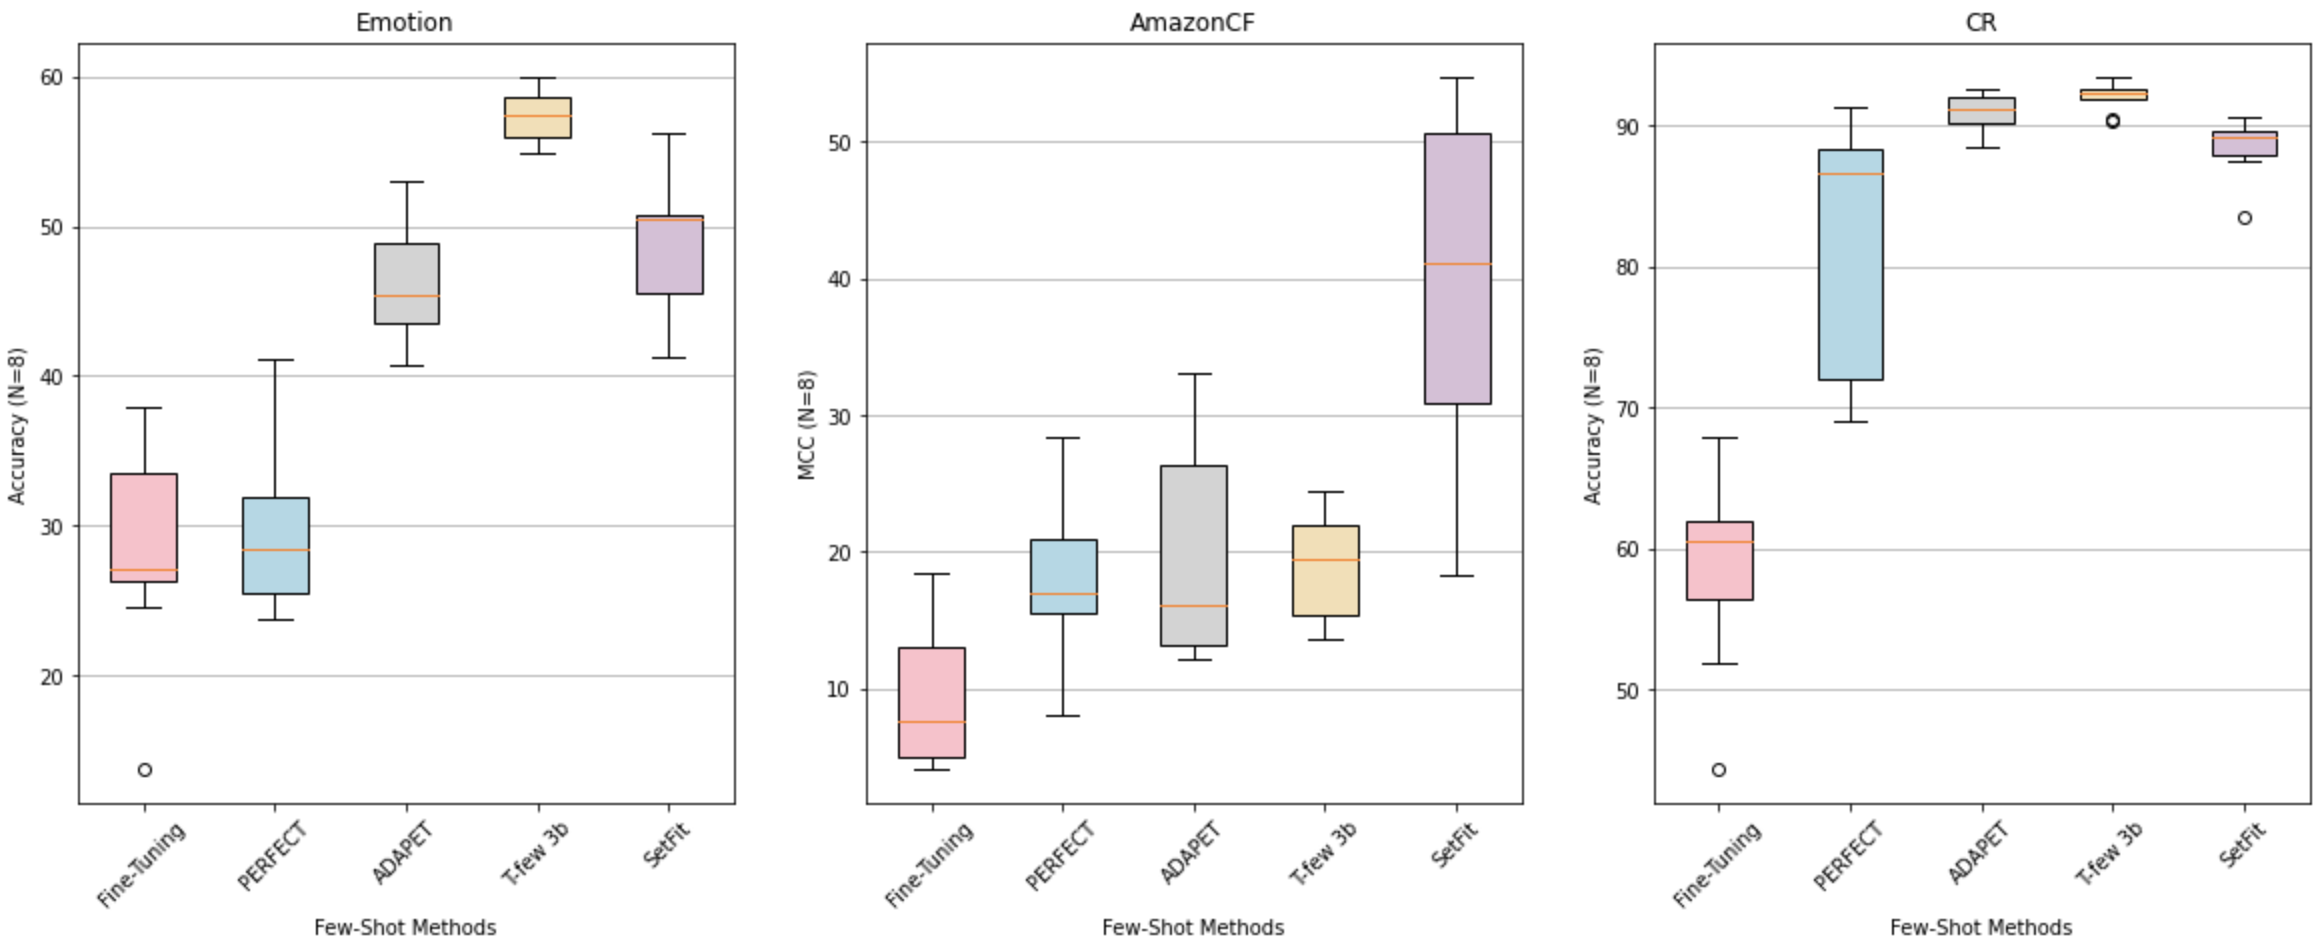 Emotion
Accuracy (N=8)
60
50
40
30
20
Fine-Tuning
PERFECT
ADAPET
T-few 3b
SetFit
Few-Shot Methods
AmazonCF
MCC (N=8)
50
40
30
20
10
Fine-Tuning
PERFECT
ADAPET
T-few 3b
SetFit
Few-Shot Methods
CR
Accuracy (N=8)
90
80
70
60
50
Fine-Tuning
PERFECT
ADAPET
T-few 3b
SetFit
Few-Shot Methods